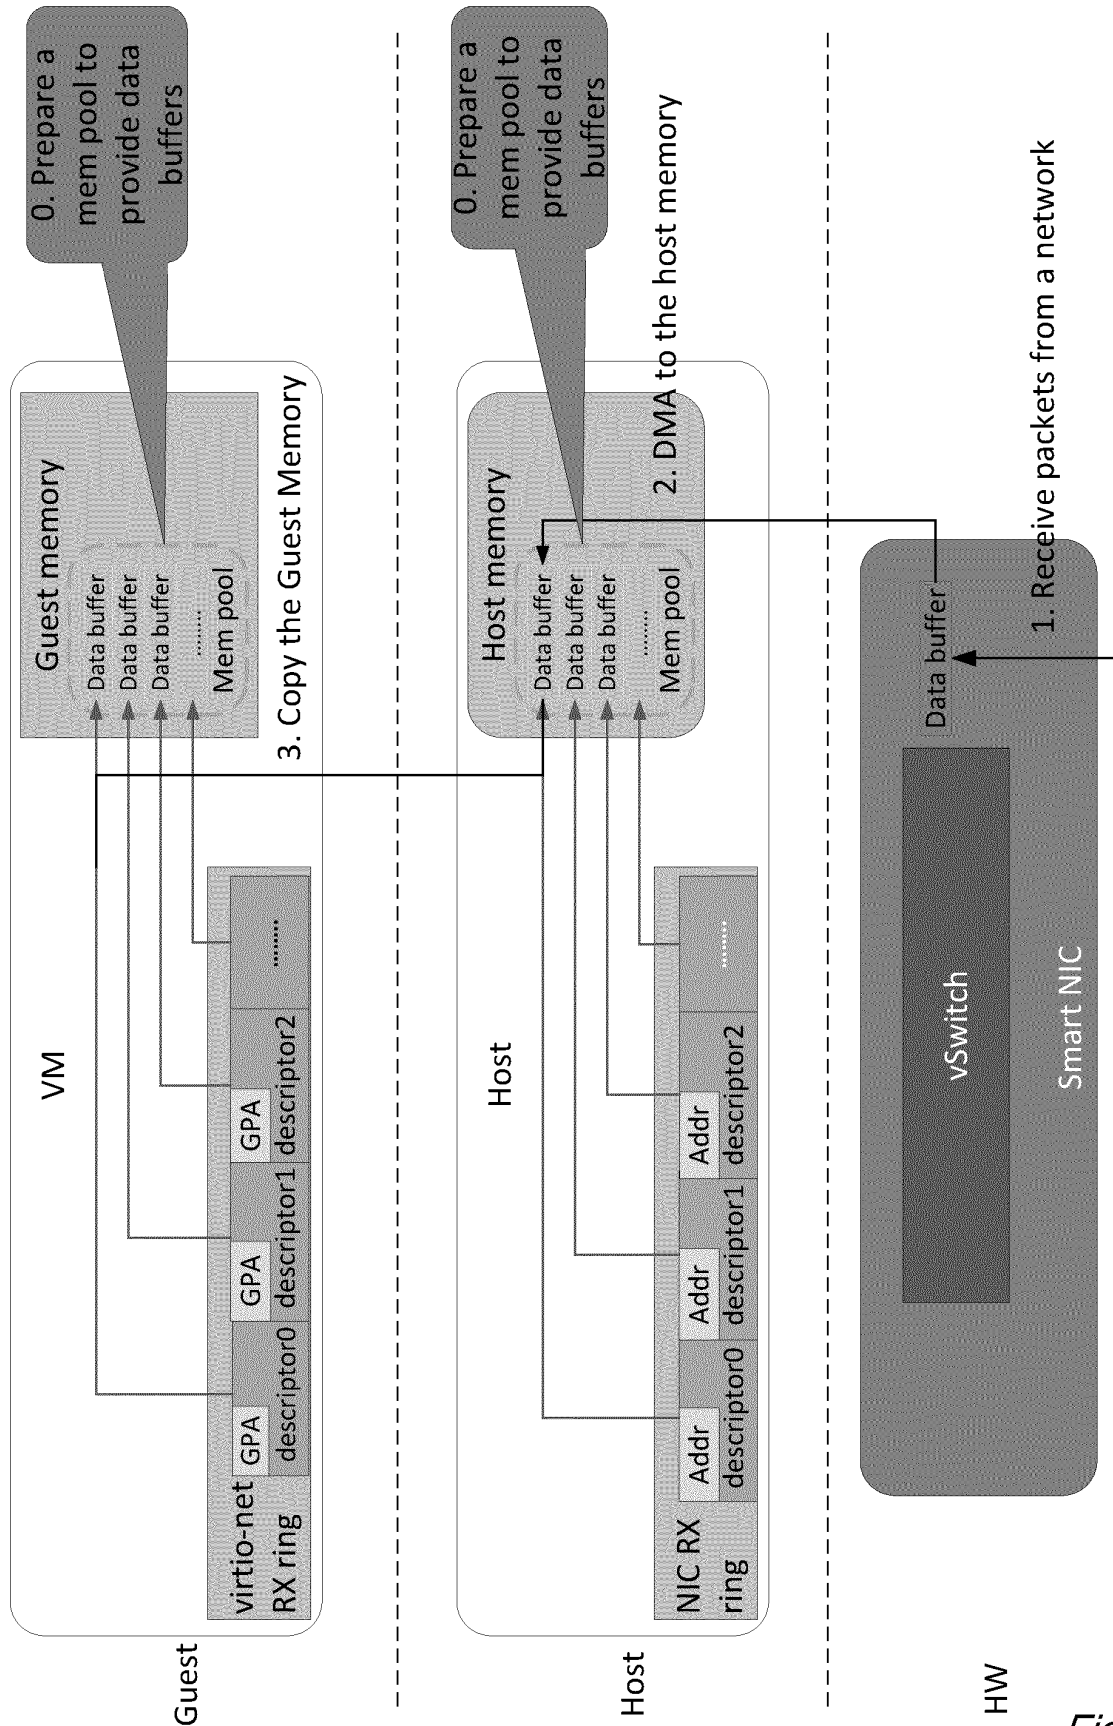 Guest
VM
virtio-net
RX ring
GPA
descriptor0
GPA
descriptor1
GPA
descriptor2
........
Guest memory
Data buffer
Data buffer
Data buffer
........
Mem pool
0. Prepare a
mem pool to
provide data
buffers
3. Copy the Guest Memory
Host
Host
NIC RX
ring
Addr
descriptor0
Addr
descriptor1
Addr
descriptor2
........
Host memory
Data buffer
Data buffer
Data buffer
........
Mem pool
0. Prepare a
mem pool to
provide data
buffers
2. DMA to the host memory
HW
vSwitch
Smart NIC
Data buffer
1. Receive packets from a network